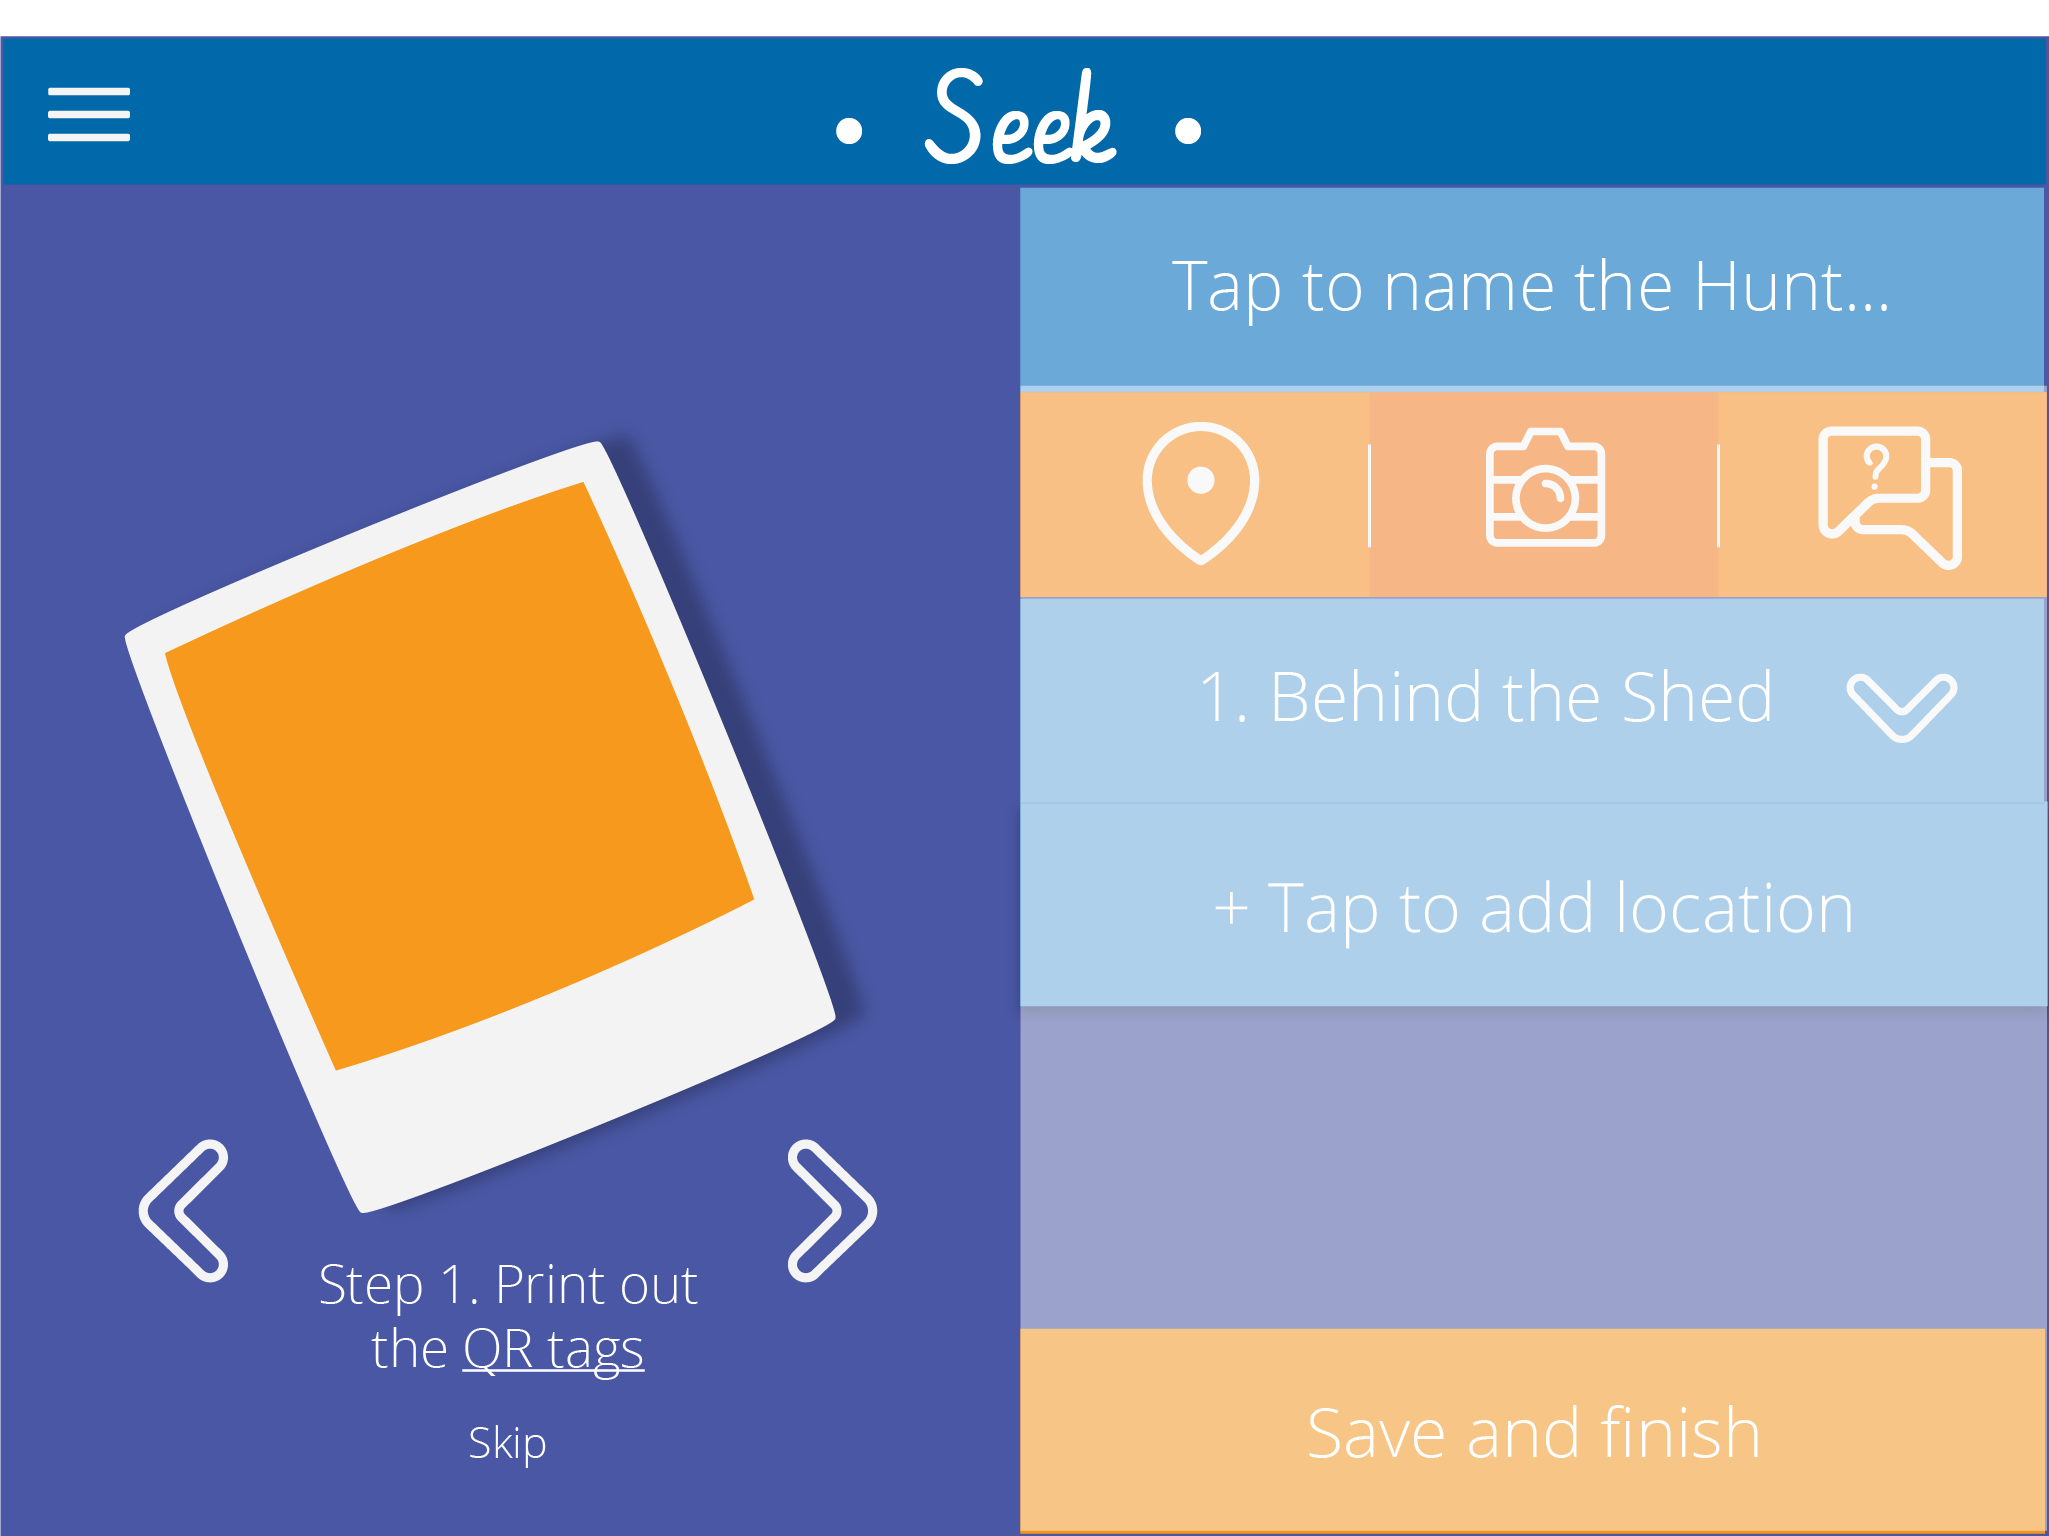 • Seek •
Tap to name the Hunt...
?
1. Behind the Shed
+ Tap to add location
Step 1. Print out
the QR tags
Skip
Save and finish